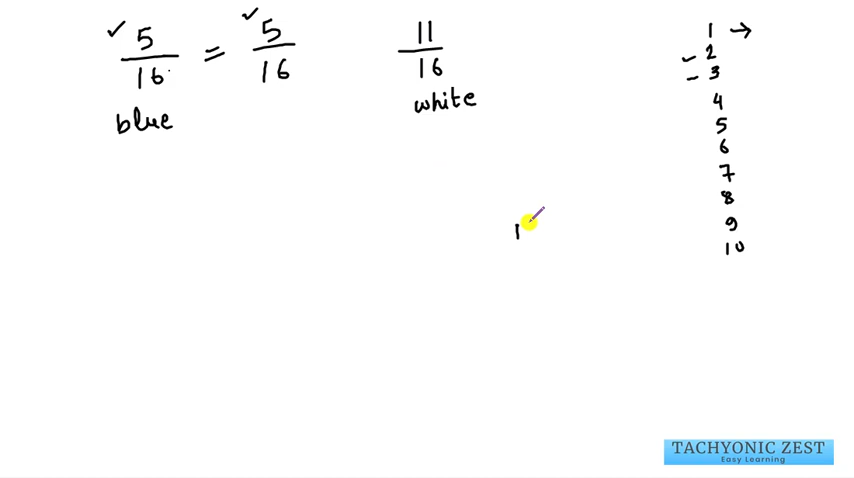 ✓5/16 = ✓5/16 11/16
blue white
1 →
✓ 2
- 3
4
5
6
7
8
9
10
1
TACHYONIC ZEST
Easy Learning